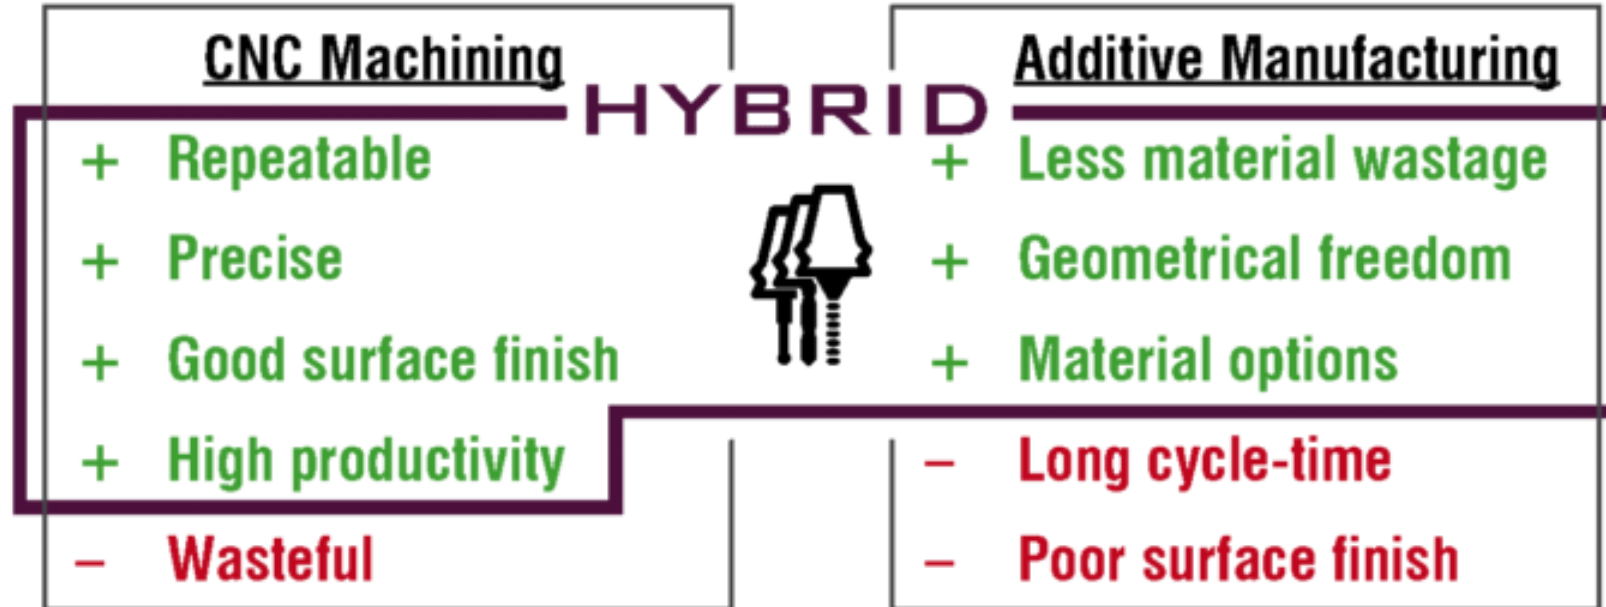 CNC Machining
HYBRID
Additive Manufacturing
+ Repeatable
+ Precise
+ Good surface finish
+ High productivity
– Wasteful
+ Less material wastage
+ Geometrical freedom
+ Material options
– Long cycle-time
– Poor surface finish